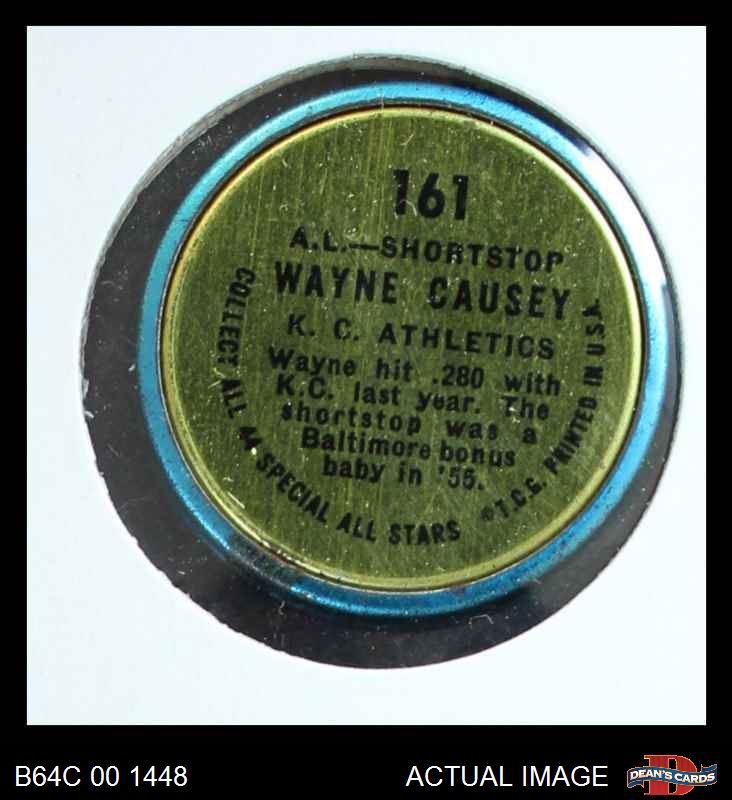 161
A.L.—SHORTSTOP
WAYNE CAUSEY
K. C. ATHLETICS
Wayne hit .280 with
K.C. last year. The
shortstop was a
Baltimore bonus
baby in '55.
COLLECT ALL 44 SPECIAL ALL STARS
©T.C.G. PRINTED IN U.S.A.
B64C 00 1448
ACTUAL IMAGE
D
DEAN'S CARDS